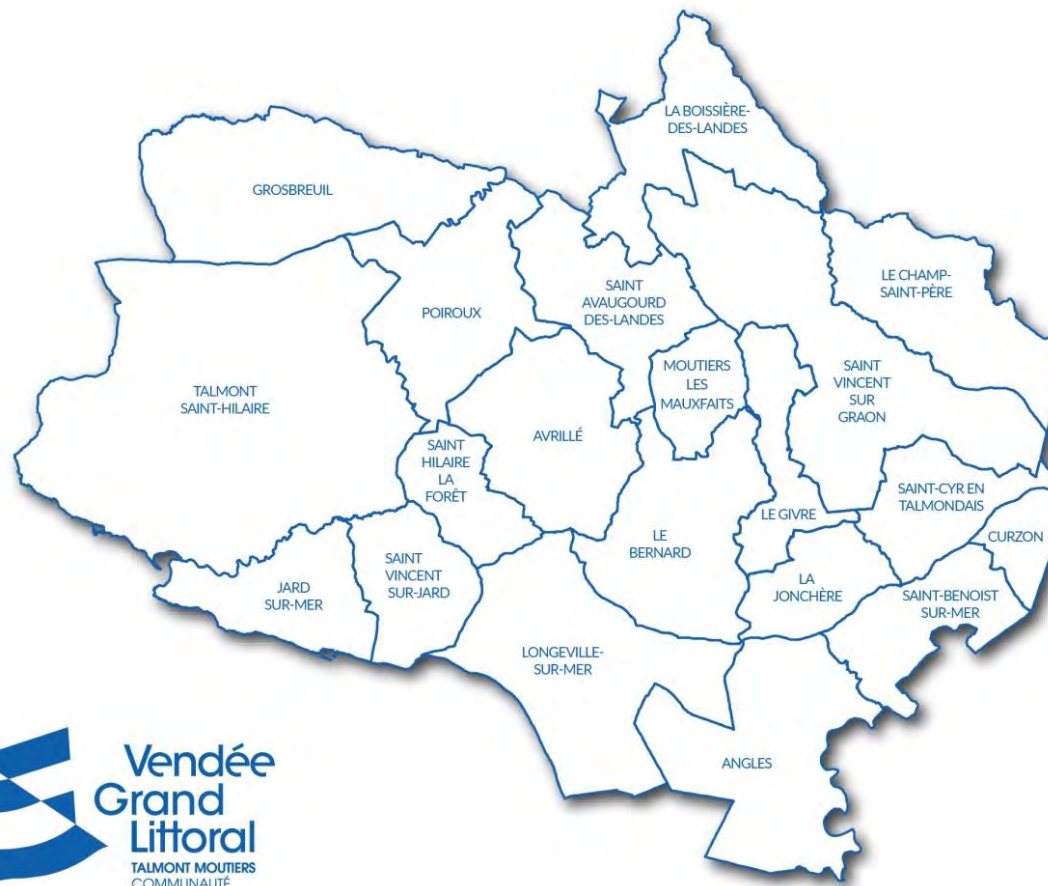 LA BOISSIÈRE-
DES-LANDES
GROSBREUIL
LE CHAMP-
SAINT-PÈRE
SAINT
AVAUGOURD
DES-LANDES
POIROUX
MOUTIERS
LES
MAUXFAITS
SAINT
VINCENT
SUR
GRAON
TALMONT
SAINT-HILAIRE
AVRILLÉ
SAINT
HILAIRE
LA
FORÊT
SAINT-CYR EN
TALMONDAIS
LE GIVRE
CURZON
LE
BERNARD
SAINT
VINCENT
SUR-JARD
JARD
SUR-MER
LA
JONCHÈRE
SAINT-BENOIST
SUR-MER
LONGEVILLE-
SUR-MER
ANGLES
Vendée
Grand
Littoral
TALMONT MOUTIERS
COMMUNAUTÉ